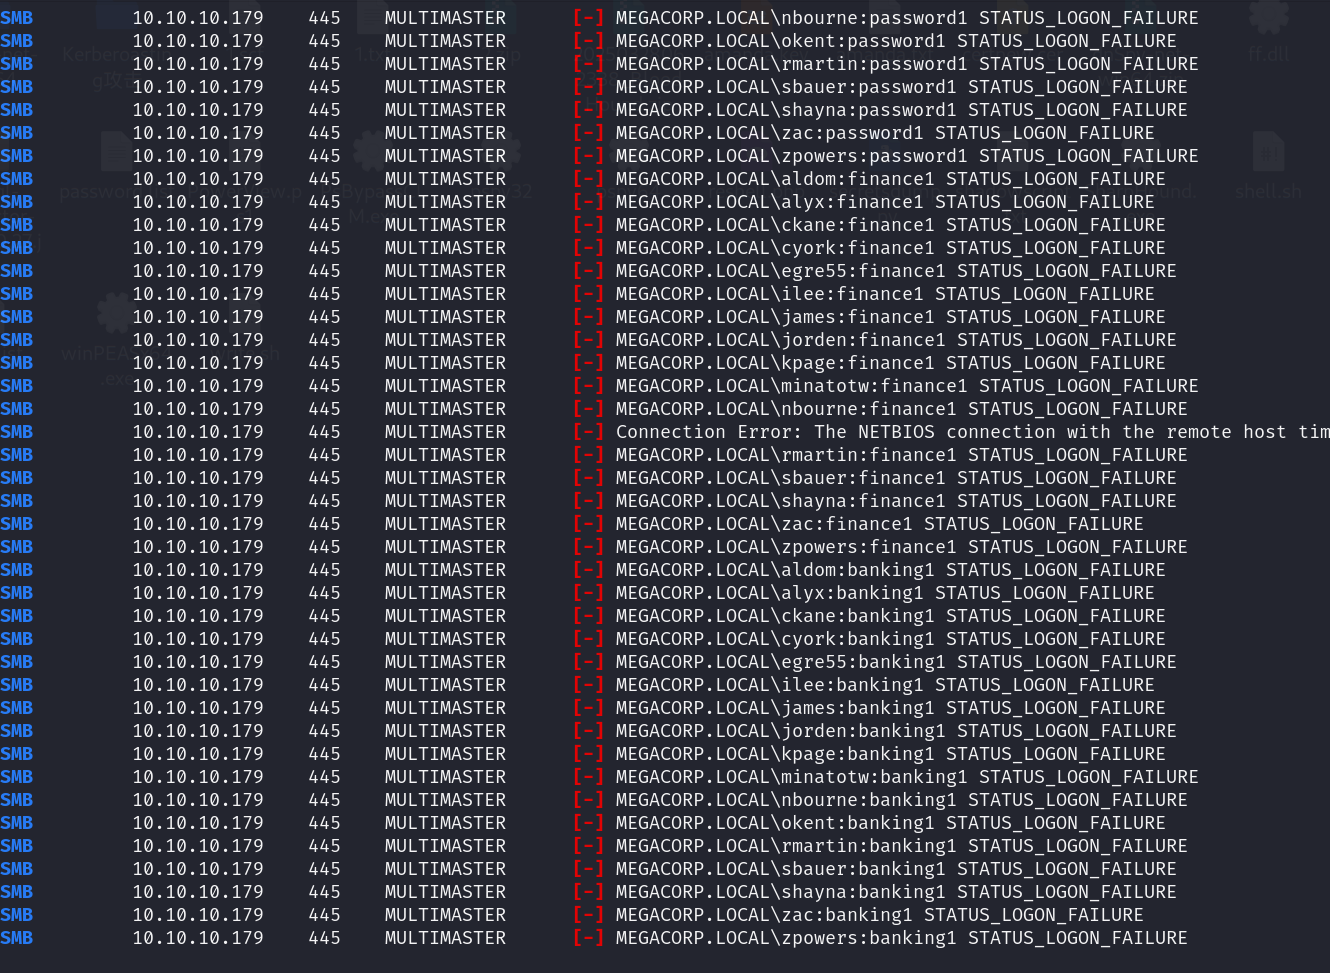 SMB 10.10.10.179 445 MULTIMASTER [-] MEGACORP.LOCAL\nbourne:password1 STATUS_LOGON_FAILURE
SMB 10.10.10.179 445 MULTIMASTER [-] MEGACORP.LOCAL\okent:password1 STATUS_LOGON_FAILURE
SMB 10.10.10.179 445 MULTIMASTER [-] MEGACORP.LOCAL\rmartin:password1 STATUS_LOGON_FAILURE
SMB 10.10.10.179 445 MULTIMASTER [-] MEGACORP.LOCAL\sbauer:password1 STATUS_LOGON_FAILURE
SMB 10.10.10.179 445 MULTIMASTER [-] MEGACORP.LOCAL\shayna:password1 STATUS_LOGON_FAILURE
SMB 10.10.10.179 445 MULTIMASTER [-] MEGACORP.LOCAL\zac:password1 STATUS_LOGON_FAILURE
SMB 10.10.10.179 445 MULTIMASTER [-] MEGACORP.LOCAL\zpowers:password1 STATUS_LOGON_FAILURE
SMB 10.10.10.179 445 MULTIMASTER [-] MEGACORP.LOCAL\aldom:finance1 STATUS_LOGON_FAILURE
SMB 10.10.10.179 445 MULTIMASTER [-] MEGACORP.LOCAL\alyx:finance1 STATUS_LOGON_FAILURE
SMB 10.10.10.179 445 MULTIMASTER [-] MEGACORP.LOCAL\ckane:finance1 STATUS_LOGON_FAILURE
SMB 10.10.10.179 445 MULTIMASTER [-] MEGACORP.LOCAL\cyork:finance1 STATUS_LOGON_FAILURE
SMB 10.10.10.179 445 MULTIMASTER [-] MEGACORP.LOCAL\egre55:finance1 STATUS_LOGON_FAILURE
SMB 10.10.10.179 445 MULTIMASTER [-] MEGACORP.LOCAL\ilee:finance1 STATUS_LOGON_FAILURE
SMB 10.10.10.179 445 MULTIMASTER [-] MEGACORP.LOCAL\james:finance1 STATUS_LOGON_FAILURE
SMB 10.10.10.179 445 MULTIMASTER [-] MEGACORP.LOCAL\jorden:finance1 STATUS_LOGON_FAILURE
SMB 10.10.10.179 445 MULTIMASTER [-] MEGACORP.LOCAL\kpage:finance1 STATUS_LOGON_FAILURE
SMB 10.10.10.179 445 MULTIMASTER [-] MEGACORP.LOCAL\minatotw:finance1 STATUS_LOGON_FAILURE
SMB 10.10.10.179 445 MULTIMASTER [-] MEGACORP.LOCAL\nbourne:finance1 STATUS_LOGON_FAILURE
SMB 10.10.10.179 445 MULTIMASTER [-] Connection Error: The NETBIOS connection with the remote host tim
SMB 10.10.10.179 445 MULTIMASTER [-] MEGACORP.LOCAL\rmartin:finance1 STATUS_LOGON_FAILURE
SMB 10.10.10.179 445 MULTIMASTER [-] MEGACORP.LOCAL\sbauer:finance1 STATUS_LOGON_FAILURE
SMB 10.10.10.179 445 MULTIMASTER [-] MEGACORP.LOCAL\shayna:finance1 STATUS_LOGON_FAILURE
SMB 10.10.10.179 445 MULTIMASTER [-] MEGACORP.LOCAL\zac:finance1 STATUS_LOGON_FAILURE
SMB 10.10.10.179 445 MULTIMASTER [-] MEGACORP.LOCAL\zpowers:finance1 STATUS_LOGON_FAILURE
SMB 10.10.10.179 445 MULTIMASTER [-] MEGACORP.LOCAL\aldom:banking1 STATUS_LOGON_FAILURE
SMB 10.10.10.179 445 MULTIMASTER [-] MEGACORP.LOCAL\alyx:banking1 STATUS_LOGON_FAILURE
SMB 10.10.10.179 445 MULTIMASTER [-] MEGACORP.LOCAL\ckane:banking1 STATUS_LOGON_FAILURE
SMB 10.10.10.179 445 MULTIMASTER [-] MEGACORP.LOCAL\cyork:banking1 STATUS_LOGON_FAILURE
SMB 10.10.10.179 445 MULTIMASTER [-] MEGACORP.LOCAL\egre55:banking1 STATUS_LOGON_FAILURE
SMB 10.10.10.179 445 MULTIMASTER [-] MEGACORP.LOCAL\ilee:banking1 STATUS_LOGON_FAILURE
SMB 10.10.10.179 445 MULTIMASTER [-] MEGACORP.LOCAL\james:banking1 STATUS_LOGON_FAILURE
SMB 10.10.10.179 445 MULTIMASTER [-] MEGACORP.LOCAL\jorden:banking1 STATUS_LOGON_FAILURE
SMB 10.10.10.179 445 MULTIMASTER [-] MEGACORP.LOCAL\kpage:banking1 STATUS_LOGON_FAILURE
SMB 10.10.10.179 445 MULTIMASTER [-] MEGACORP.LOCAL\minatotw:banking1 STATUS_LOGON_FAILURE
SMB 10.10.10.179 445 MULTIMASTER [-] MEGACORP.LOCAL\nbourne:banking1 STATUS_LOGON_FAILURE
SMB 10.10.10.179 445 MULTIMASTER [-] MEGACORP.LOCAL\okent:banking1 STATUS_LOGON_FAILURE
SMB 10.10.10.179 445 MULTIMASTER [-] MEGACORP.LOCAL\rmartin:banking1 STATUS_LOGON_FAILURE
SMB 10.10.10.179 445 MULTIMASTER [-] MEGACORP.LOCAL\sbauer:banking1 STATUS_LOGON_FAILURE
SMB 10.10.10.179 445 MULTIMASTER [-] MEGACORP.LOCAL\shayna:banking1 STATUS_LOGON_FAILURE
SMB 10.10.10.179 445 MULTIMASTER [-] MEGACORP.LOCAL\zac:banking1 STATUS_LOGON_FAILURE
SMB 10.10.10.179 445 MULTIMASTER [-] MEGACORP.LOCAL\zpowers:banking1 STATUS_LOGON_FAILURE
ff.dll
shell.sh